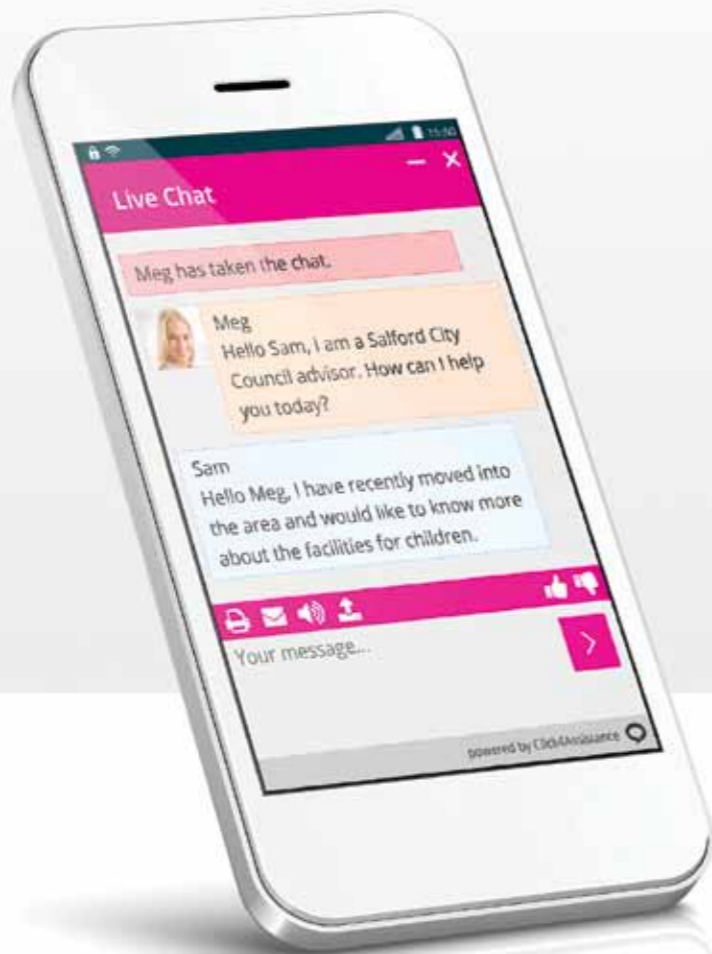 15:50
Live Chat
Meg has taken the chat.
Meg
Hello Sam, I am a Salford City
Council advisor. How can I help
you today?
Sam
Hello Meg, I have recently moved into
the area and would like to know more
about the facilities for children.
Your message...
powered by Click4Assistance